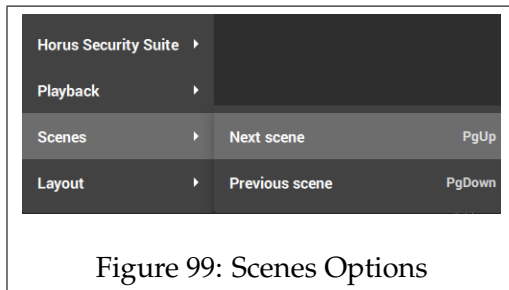 Horus Security Suite
Playback
Scenes Next scene PgUp
Layout Previous scene PgDown
Figure 99: Scenes Options